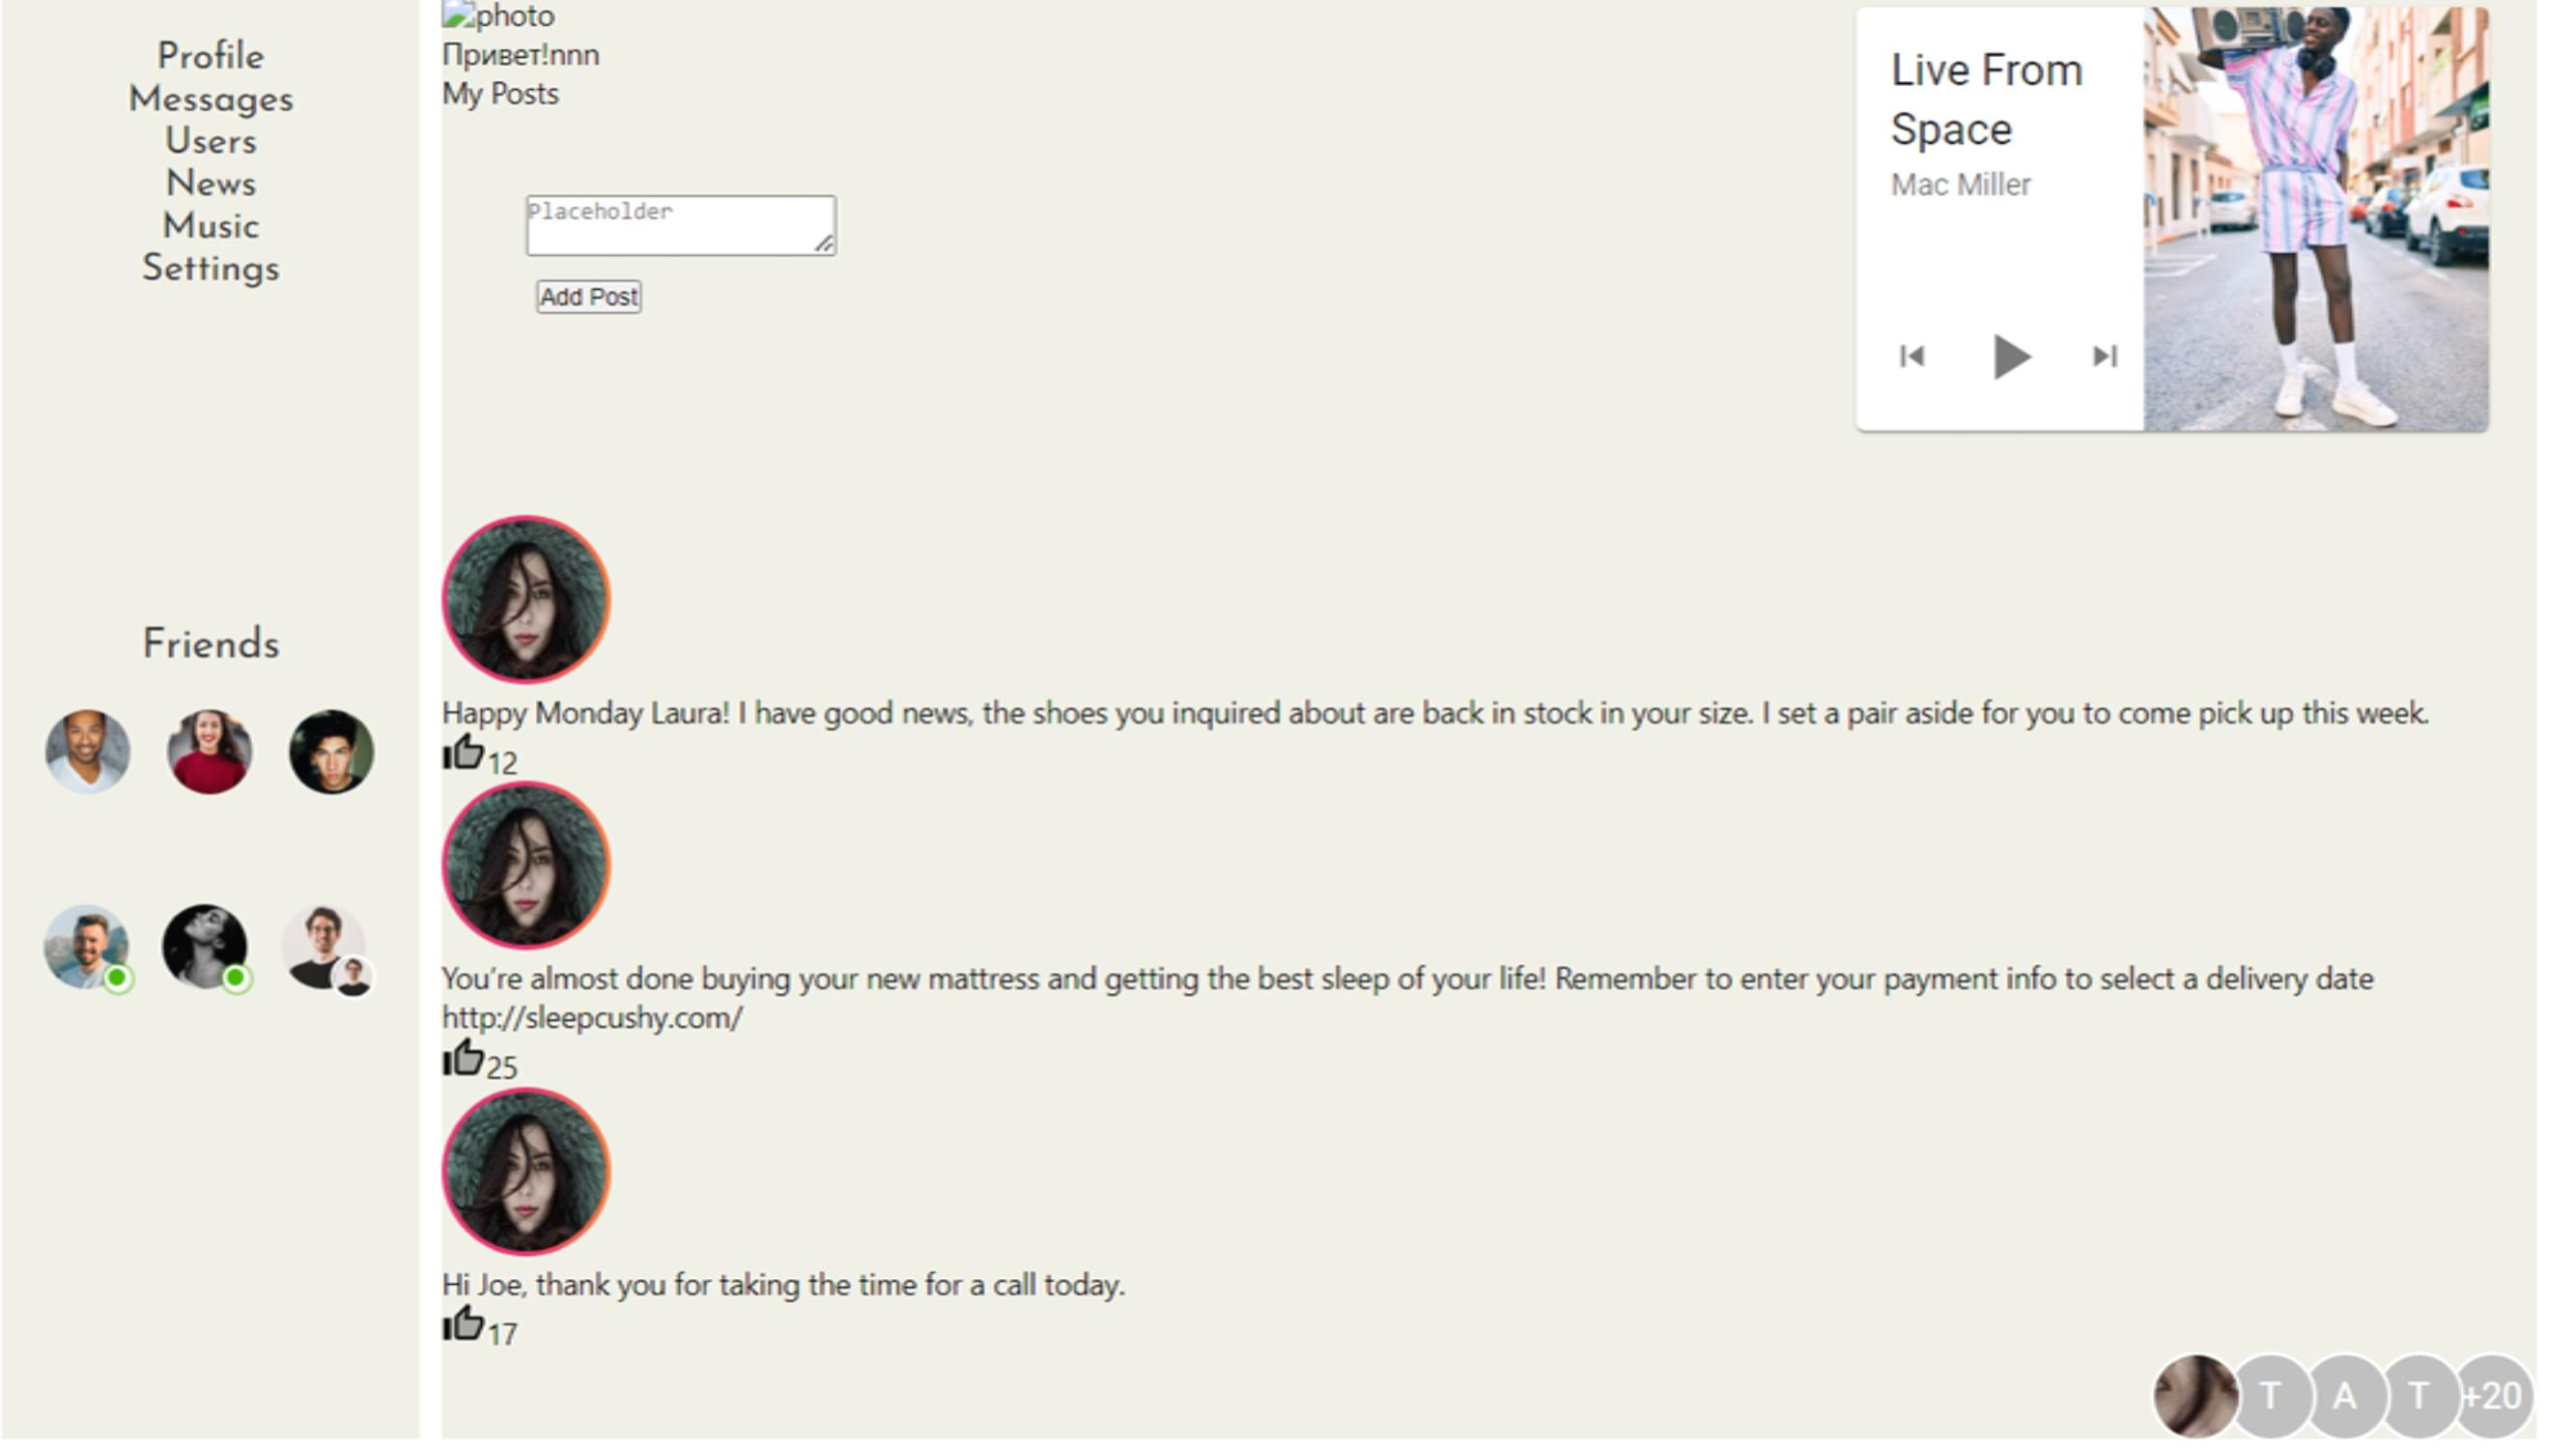 Profile
Messages
Users
News
Music
Settings
Friends
photo
Привет!nnn
My Posts
Placeholder
Add Post
Live From
Space
Mac Miller
Happy Monday Laura! I have good news, the shoes you inquired about are back in stock in your size. I set a pair aside for you to come pick up this week.
12
You’re almost done buying your new mattress and getting the best sleep of your life! Remember to enter your payment info to select a delivery date
http://sleepcushy.com/
25
Hi Joe, thank you for taking the time for a call today.
17
T A T +20